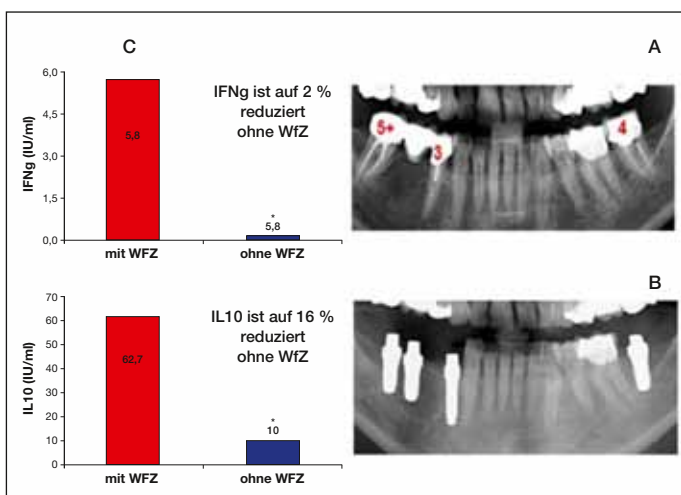 C
A
6,0
4,5
3,0
1,5
0,0
IFNg (IU/ml)
5,8
IFNg ist auf 2 %
reduziert
ohne WfZ
*
5,8
mit WFZ
ohne WFZ
5+
3
4
B
70
60
50
40
30
20
10
0
IL10 (IU/ml)
62,7
IL10 ist auf 16 %
reduziert
ohne WfZ
*
10
mit WFZ
ohne WFZ